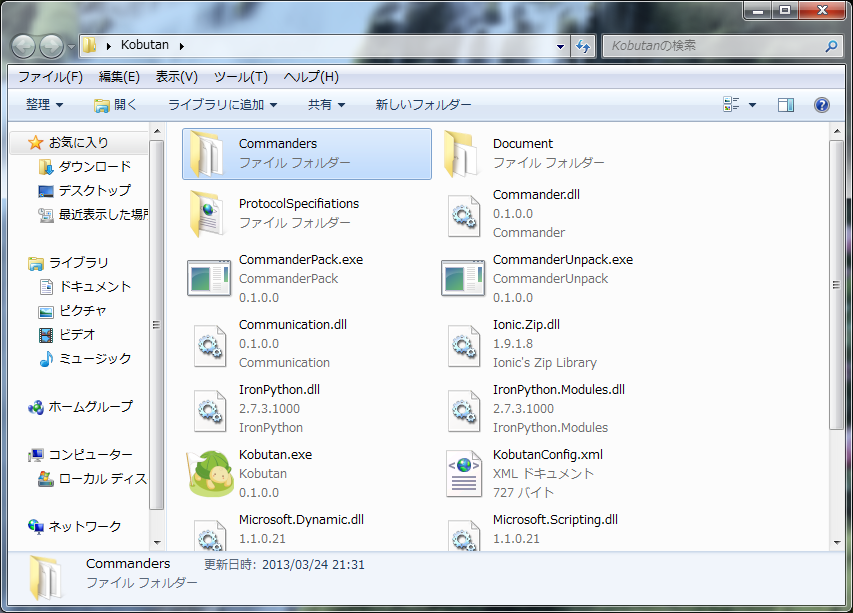 Kobutan
Kobutanの検索
ファイル(F) 編集(E) 表示(V) ツール(T) ヘルプ(H)
整理 開く ライブラリに追加 共有 新しいフォルダー
お気に入り
ダウンロード
デスクトップ
最近表示した場所
ライブラリ
ドキュメント
ピクチャ
ビデオ
ミュージック
ホームグループ
コンピューター
ローカル ディス
ネットワーク
Commanders
ファイル フォルダー
Document
ファイル フォルダー
ProtocolSpecifiations
ファイル フォルダー
Commander.dll
0.1.0.0
Commander
CommanderPack.exe
CommanderPack
0.1.0.0
CommanderUnpack.exe
CommanderUnpack
0.1.0.0
Communication.dll
0.1.0.0
Communication
Ionic.Zip.dll
1.9.1.8
Ionic's Zip Library
IronPython.dll
2.7.3.1000
IronPython
IronPython.Modules.dll
2.7.3.1000
IronPython.Modules
Kobutan.exe
Kobutan
0.1.0.0
KobutanConfig.xml
XML ドキュメント
727 バイト
Microsoft.Dynamic.dll
1.1.0.21
Microsoft.Scripting.dll
1.1.0.21
Commanders 更新日時: 2013/03/24 21:31
ファイル フォルダー